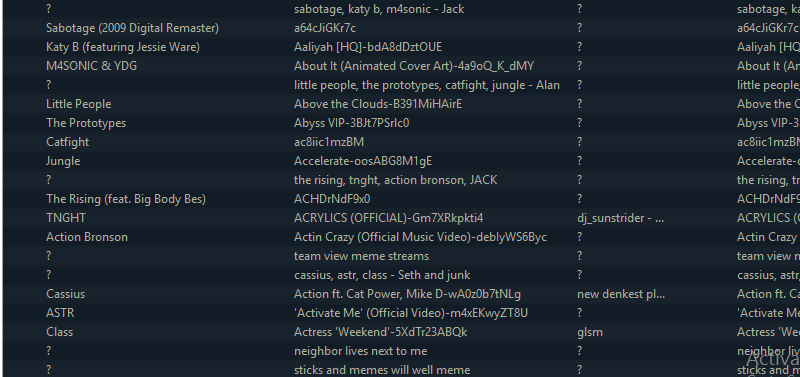 ? sabotage, katy b, m4sonic - Jack ? sabotage, ka
Sabotage (2009 Digital Remaster) a64cJiGKr7c ? a64cJiGKr7c
Katy B (featuring Jessie Ware) Aaliyah [HQ]-bdA8dDztOUE ? Aaliyah [HQ
M4SONIC & YDG About It (Animated Cover Art)-4a9oQ_K_dMY ? About It (An
? little people, the prototypes, catfight, jungle - Alan ? little people,
Little People Above the Clouds-B391MiHAirE ? Above the C
The Prototypes Abyss VIP-3BJt7PSrIc0 ? Abyss VIP-3B
Catfight ac8iic1mzBM ? ac8iic1mzBM
Jungle Accelerate-oosABG8M1gE ? Accelerate-o
? the rising, tnght, action bronson, JACK ? the rising, tn
The Rising (feat. Big Body Bes) ACHDrNdF9x0 ? ACHDrNdF9
TNGHT ACRYLICS (OFFICIAL)-Gm7XRkpkti4 dj_sunstrider - ... ACRYLICS (O
Action Bronson Actin Crazy (Official Music Video)-deblyWS6Byc ? Actin Crazy
? team view meme streams ? team view m
? cassius, astr, class - Seth and junk ? cassius, astr,
Cassius Action ft. Cat Power, Mike D-wA0z0b7tNLg new denkest pl... Action ft. Ca
ASTR 'Activate Me' (Official Video)-m4xEKwyZT8U ? 'Activate Me
Class Actress 'Weekend'-5XdTr23ABQk glsm Actress 'Wee
? neighbor lives next to me ? neighbor liv
Activa
? sticks and memes will well meme ? sticks and m